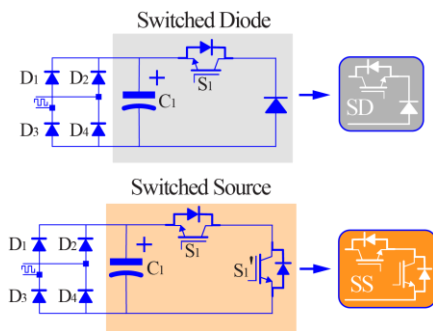 Switched Diode
D1 D2
S1
+
C1
D3 D4
SD
Switched Source
D1 D2
S1
+
C1
S1'
D3 D4
SS